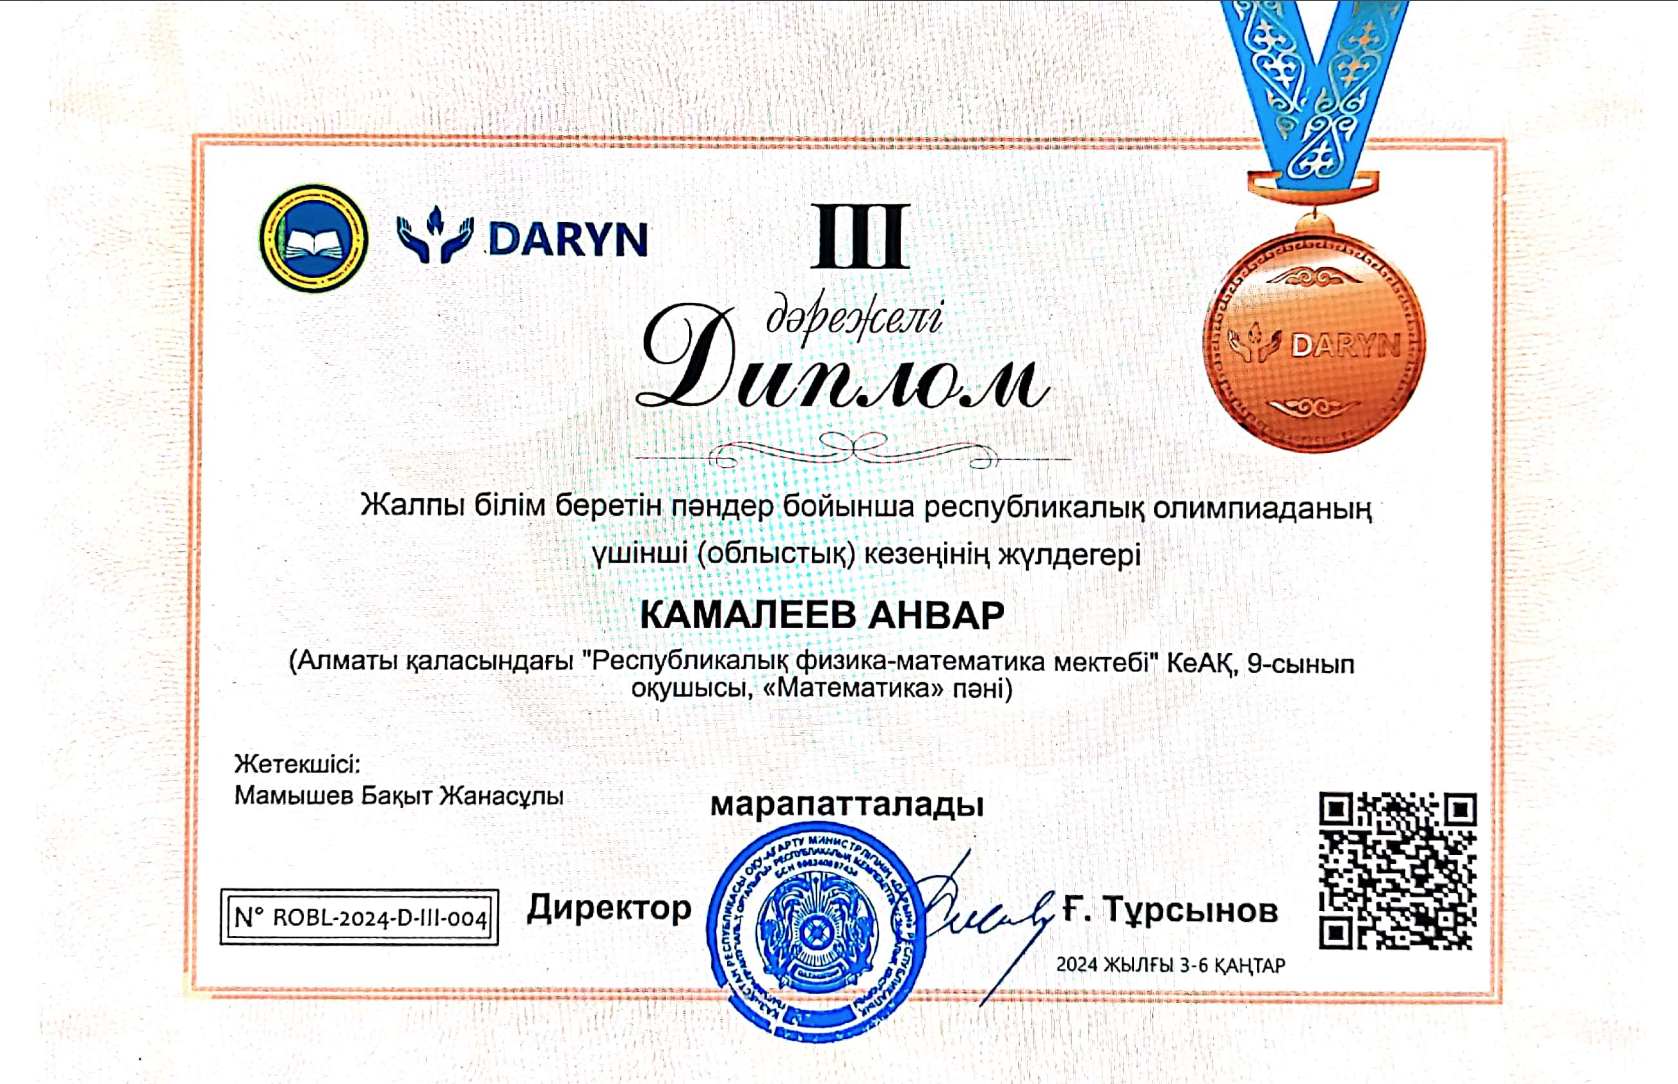 DARYN
III
дәрежелі
Диплом
DARYN
Жалпы білім беретін пәндер бойынша республикалық олимпиаданың
үшінші (облыстық) кезеңінің жүлдегері
КАМАЛЕЕВ АНВАР
(Алматы қаласындағы "Республикалық физика-математика мектебі" КеАҚ, 9-сынып
оқушысы, «Математика» пәні)
Жетекшісі:
Мамышев Бақыт Жанасұлы
марапатталады
N° ROBL-2024-D-III-004
Директор
Ғ. Тұрсынов
2024 ЖЫЛҒЫ 3-6 ҚАҢТАР